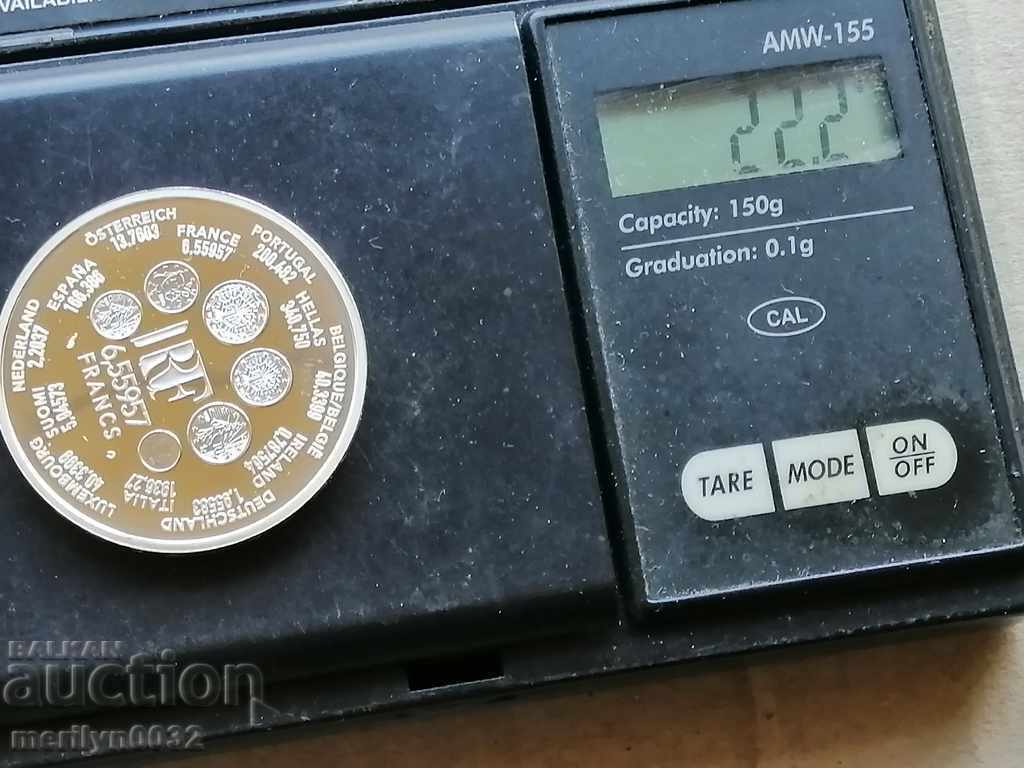 AVAILABLE
AMW-155
22.2
Capacity: 150g
Graduation: 0.1g
CAL
TARE
MODE
ON
OFF
ÖSTERREICH
13.7603
FRANCE
6,55957
PORTUGAL
200.482
HELLAS
340.750
BELGIQUE/BELGIE
40.3399
IRELAND
0.787564
DEUTSCHLAND
1.95583
ITALIA
1936.27
LUXEMBOURG
40.3399
SUOMI
5.94573
NEDERLAND
2.2037
ESPAÑA
166.386
RF
6,55957
FRANCS
BALKAN
auction
merilyn0032